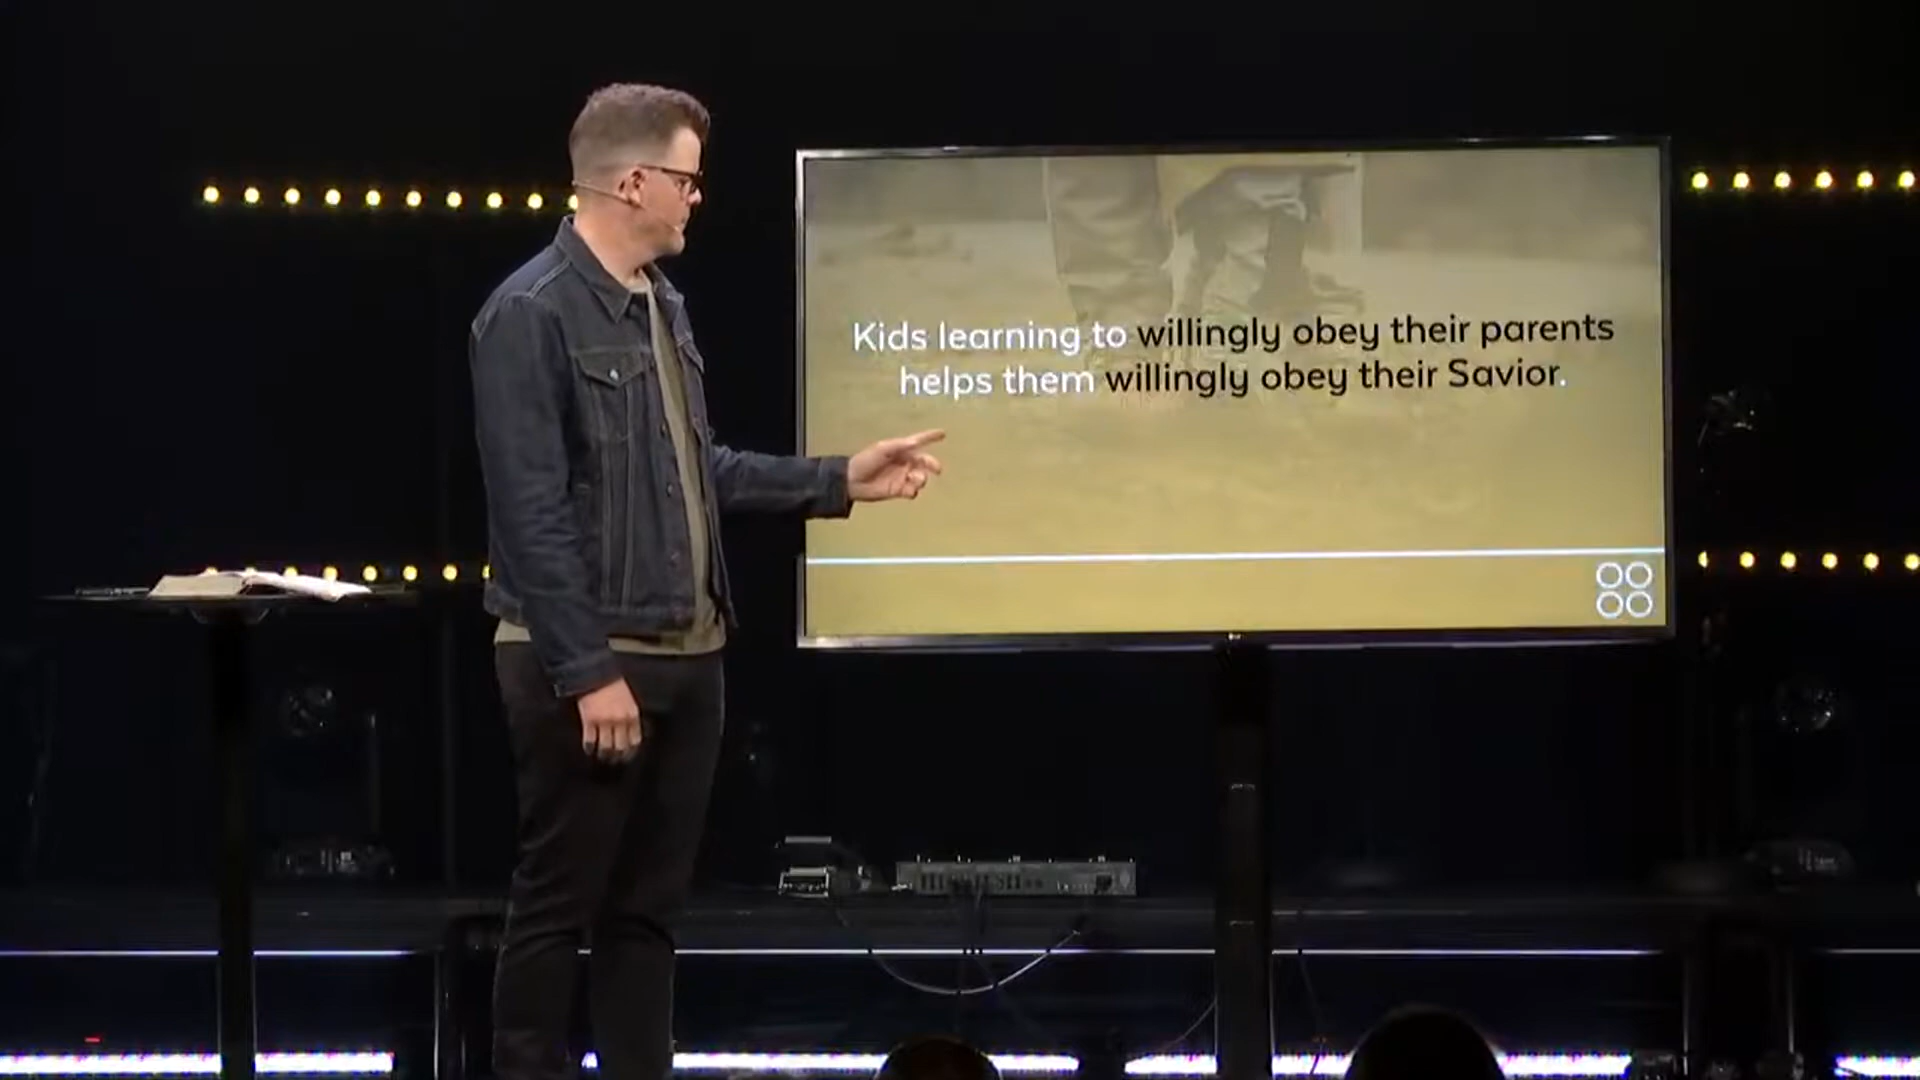 Kids learning to willingly obey their parents
helps them willingly obey their Savior.